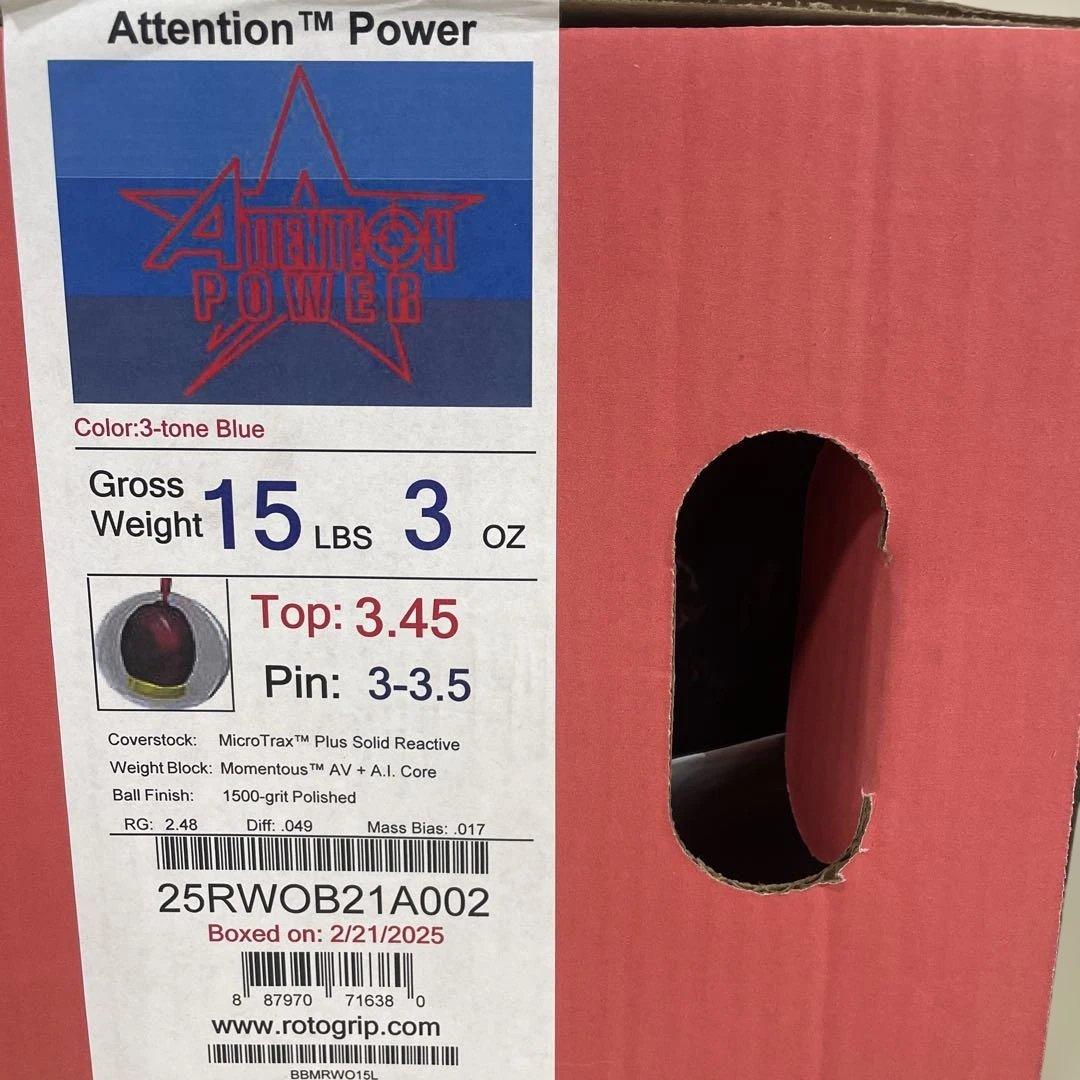 Attention™ Power
ATTENTION
POWER
Color:3-tone Blue
Gross
Weight 15 LBS 3 OZ
Top: 3.45
Pin: 3-3.5
Coverstock: MicroTrax™ Plus Solid Reactive
Weight Block: Momentous™ AV + A.I. Core
Ball Finish: 1500-grit Polished
RG: 2.48 Diff: .049 Mass Bias: .017
25RWOB21A002
Boxed on: 2/21/2025
8 87970 71638 0
www.rotogrip.com
BBMRWO15L